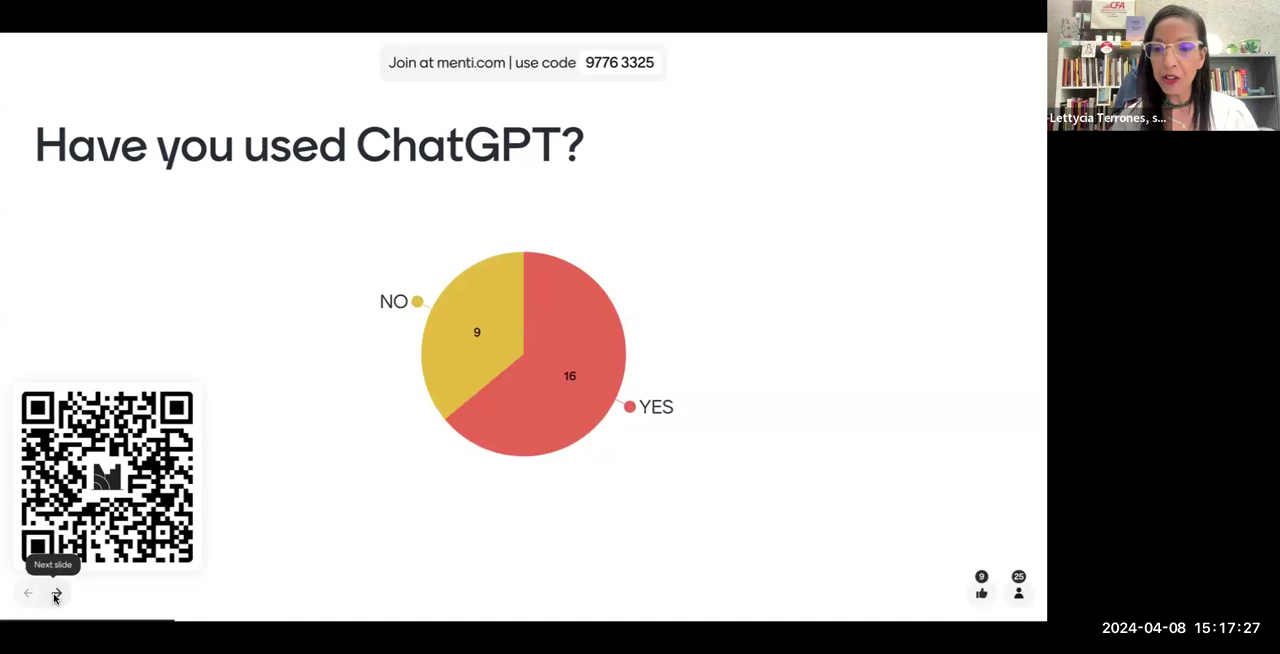 Join at menti.com | use code 9776 3325
CFA
Lettycia Terrones, s...
Have you used ChatGPT?
NO
9
16
YES
Next slide
9
25
2024-04-08 15:17:27